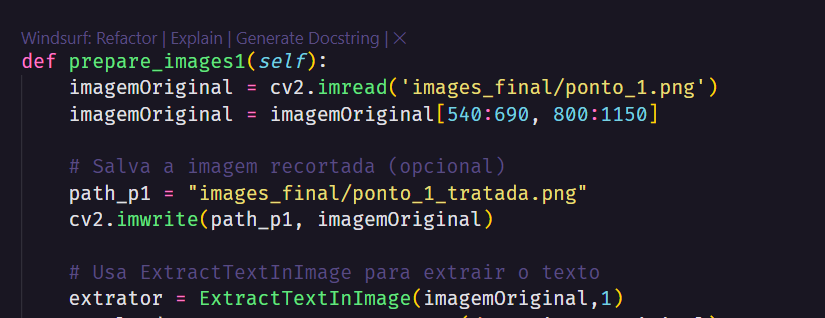 Windsurf: Refactor | Explain | Generate Docstring | ×
def prepare_images1(self):
    imagemOriginal = cv2.imread('images_final/ponto_1.png')
    imagemOriginal = imagemOriginal[540:690, 800:1150]

    # Salva a imagem recortada (opcional)
    path_p1 = "images_final/ponto_1_tratada.png"
    cv2.imwrite(path_p1, imagemOriginal)

    # Usa ExtractTextInImage para extrair o texto
    extrator = ExtractTextInImage(imagemOriginal,1)